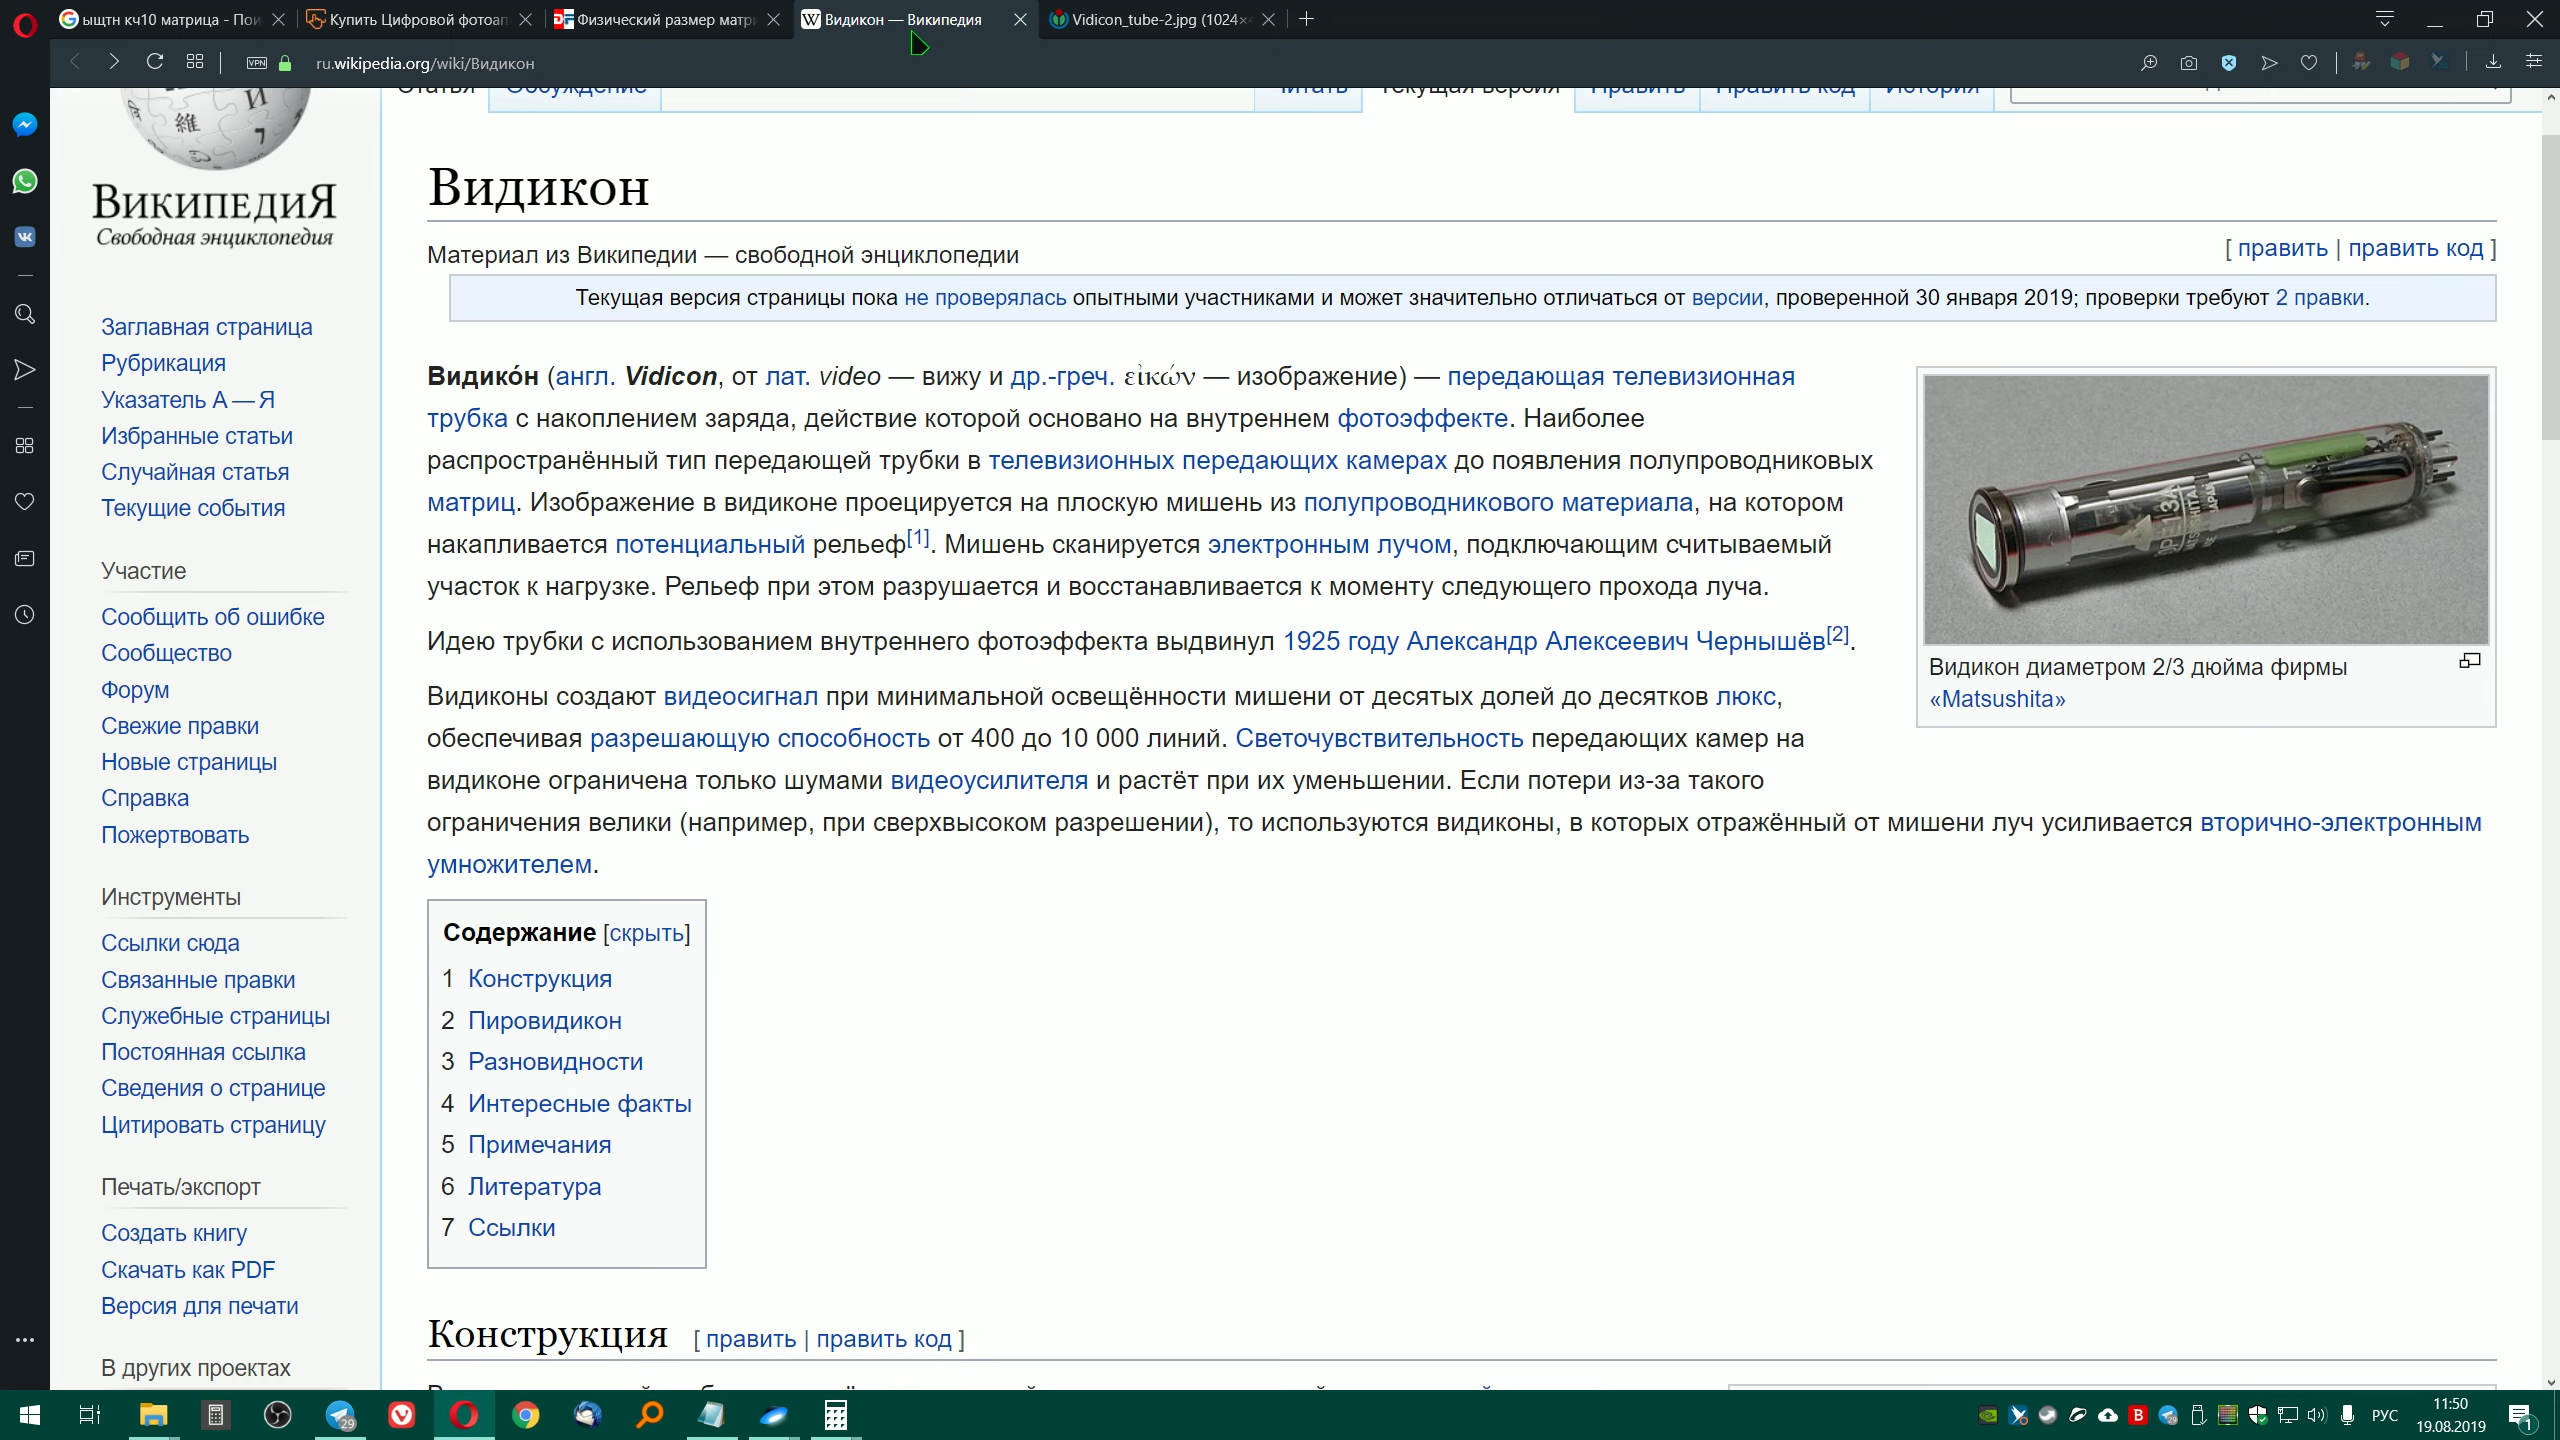 ыщтн кч10 матрица - Пои
Купить Цифровой фотоап
Физический размер матри
Видикон — Википедия
Vidicon_tube-2.jpg (1024×
VPN
ru.wikipedia.org/wiki/Видикон
Статья
Обсуждение
Читать
Текущая версия
Править
Править код
История
ВикипедиЯ
Свободная энциклопедия
Заглавная страница
Рубрикация
Указатель А — Я
Избранные статьи
Случайная статья
Текущие события
Участие
Сообщить об ошибке
Сообщество
Форум
Свежие правки
Новые страницы
Справка
Пожертвовать
Инструменты
Ссылки сюда
Связанные правки
Служебные страницы
Постоянная ссылка
Сведения о странице
Цитировать страницу
Печать/экспорт
Создать книгу
Скачать как PDF
Версия для печати
В других проектах
Видикон
Материал из Википедии — свободной энциклопедии
[ править | править код ]
Текущая версия страницы пока не проверялась опытными участниками и может значительно отличаться от версии, проверенной 30 января 2019; проверки требуют 2 правки.
Видико́н (англ. Vidicon, от лат. video — вижу и др.-греч. εἰκών — изображение) — передающая телевизионная
трубка с накоплением заряда, действие которой основано на внутреннем фотоэффекте. Наиболее
распространённый тип передающей трубки в телевизионных передающих камерах до появления полупроводниковых
матриц. Изображение в видиконе проецируется на плоскую мишень из полупроводникового материала, на котором
накапливается потенциальный рельеф[1]. Мишень сканируется электронным лучом, подключающим считываемый
участок к нагрузке. Рельеф при этом разрушается и восстанавливается к моменту следующего прохода луча.
Идею трубки с использованием внутреннего фотоэффекта выдвинул 1925 году Александр Алексеевич Чернышёв[2].
Видиконы создают видеосигнал при минимальной освещённости мишени от десятых долей до десятков люкс,
обеспечивая разрешающую способность от 400 до 10 000 линий. Светочувствительность передающих камер на
видиконе ограничена только шумами видеоусилителя и растёт при их уменьшении. Если потери из-за такого
ограничения велики (например, при сверхвысоком разрешении), то используются видиконы, в которых отражённый от мишени луч усиливается вторично-электронным
умножителем.
Видикон диаметром 2/3 дюйма фирмы
«Matsushita»
Содержание [скрыть]
1 Конструкция
2 Пировидикон
3 Разновидности
4 Интересные факты
5 Примечания
6 Литература
7 Ссылки
Конструкция [ править | править код ]
29
РУС
11:50
19.08.2019
1